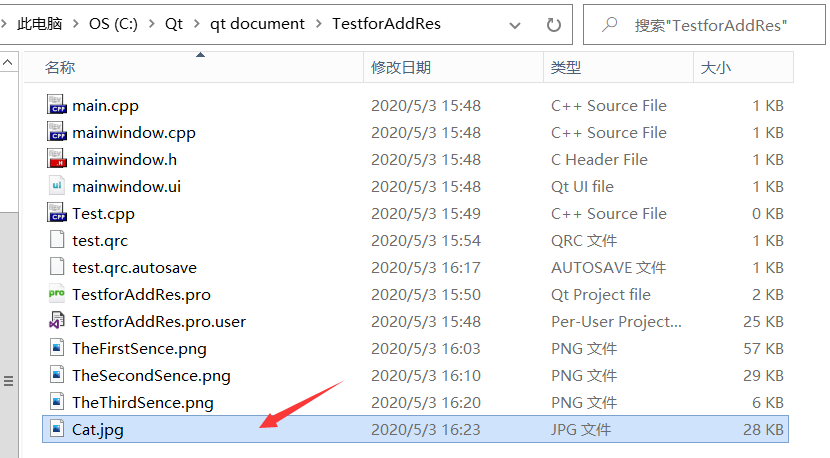 此电脑 > OS (C:) > Qt > qt document > TestforAddRes
搜索"TestforAddRes"
名称 修改日期 类型 大小
main.cpp 2020/5/3 15:48 C++ Source File 1 KB
mainwindow.cpp 2020/5/3 15:48 C++ Source File 1 KB
mainwindow.h 2020/5/3 15:48 C Header File 1 KB
mainwindow.ui 2020/5/3 15:48 Qt UI file 1 KB
Test.cpp 2020/5/3 15:49 C++ Source File 0 KB
test.qrc 2020/5/3 15:54 QRC 文件 1 KB
test.qrc.autosave 2020/5/3 16:17 AUTOSAVE 文件 1 KB
TestforAddRes.pro 2020/5/3 15:50 Qt Project file 2 KB
TestforAddRes.pro.user 2020/5/3 15:48 Per-User Project... 25 KB
TheFirstSence.png 2020/5/3 16:03 PNG 文件 57 KB
TheSecondSence.png 2020/5/3 16:10 PNG 文件 29 KB
TheThirdSence.png 2020/5/3 16:20 PNG 文件 6 KB
Cat.jpg 2020/5/3 16:23 JPG 文件 28 KB